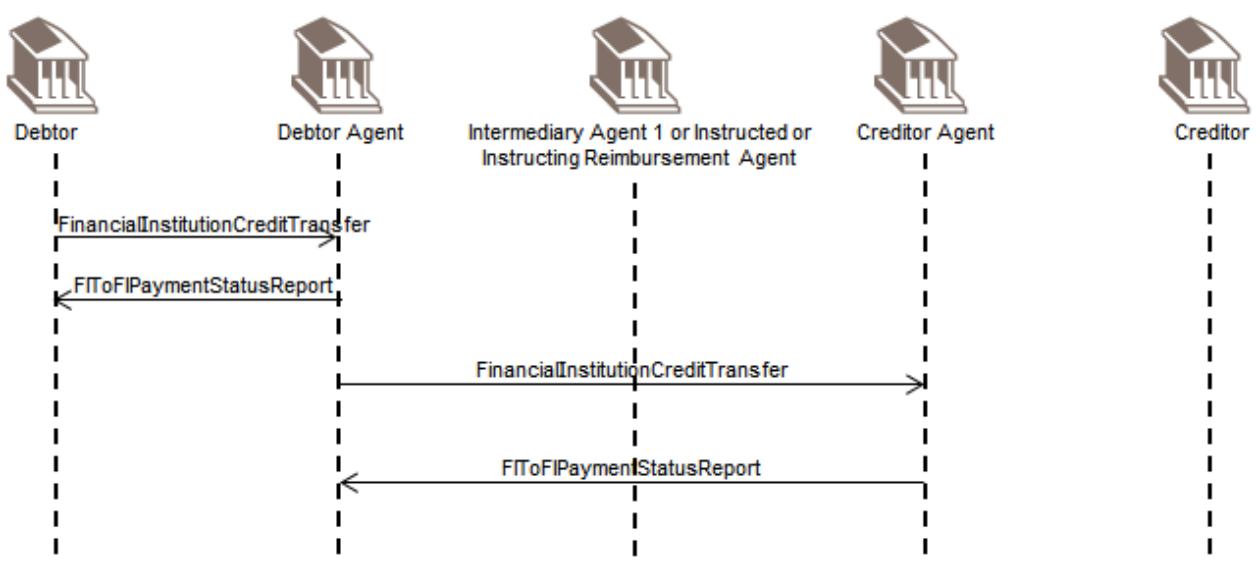 Debtor
Debtor Agent
Intermediary Agent 1 or Instructed or
Instructing Reimbursement Agent
Creditor Agent
Creditor
FinancialInstitutionCreditTransfer
FIToFIPaymentStatusReport
FinancialInstitutionCreditTransfer
FIToFIPaymentStatusReport